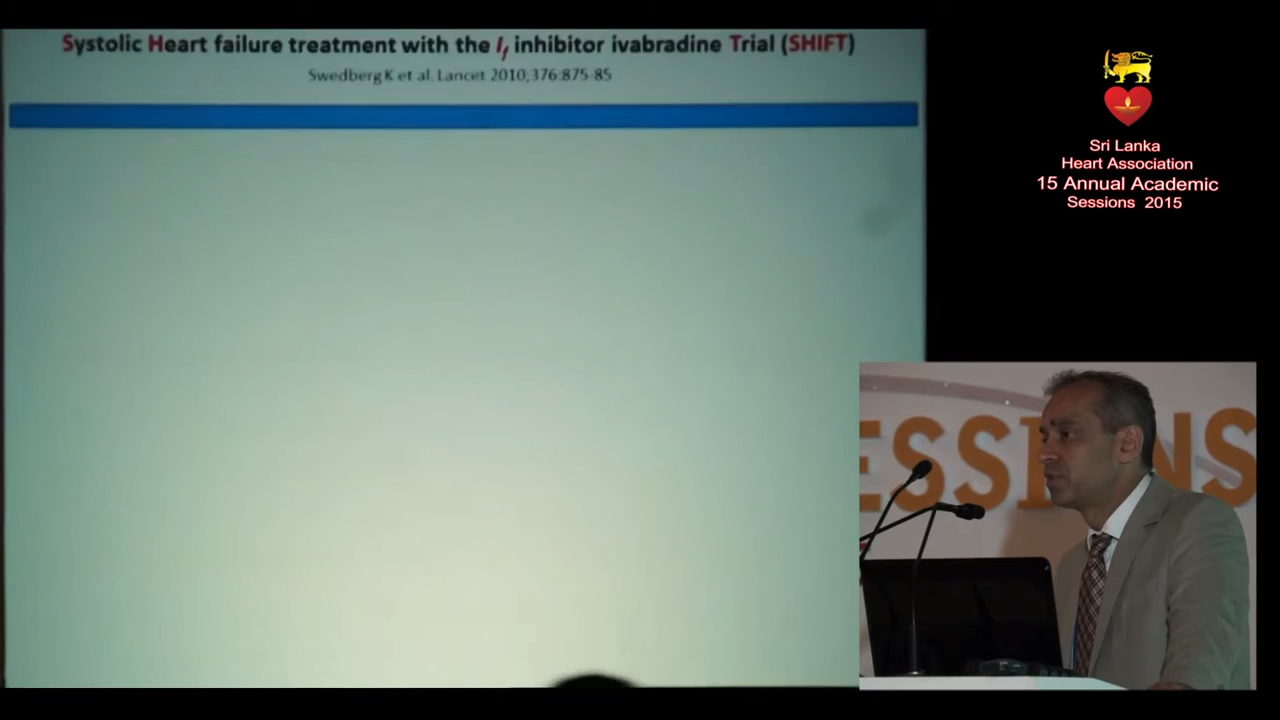 Systolic Heart failure treatment with the If inhibitor ivabradine Trial (SHIFT)
Swedberg K et al. Lancet 2010;376:875-85
Sri Lanka
Heart Association
15 Annual Academic
Sessions 2015
ESSIONS